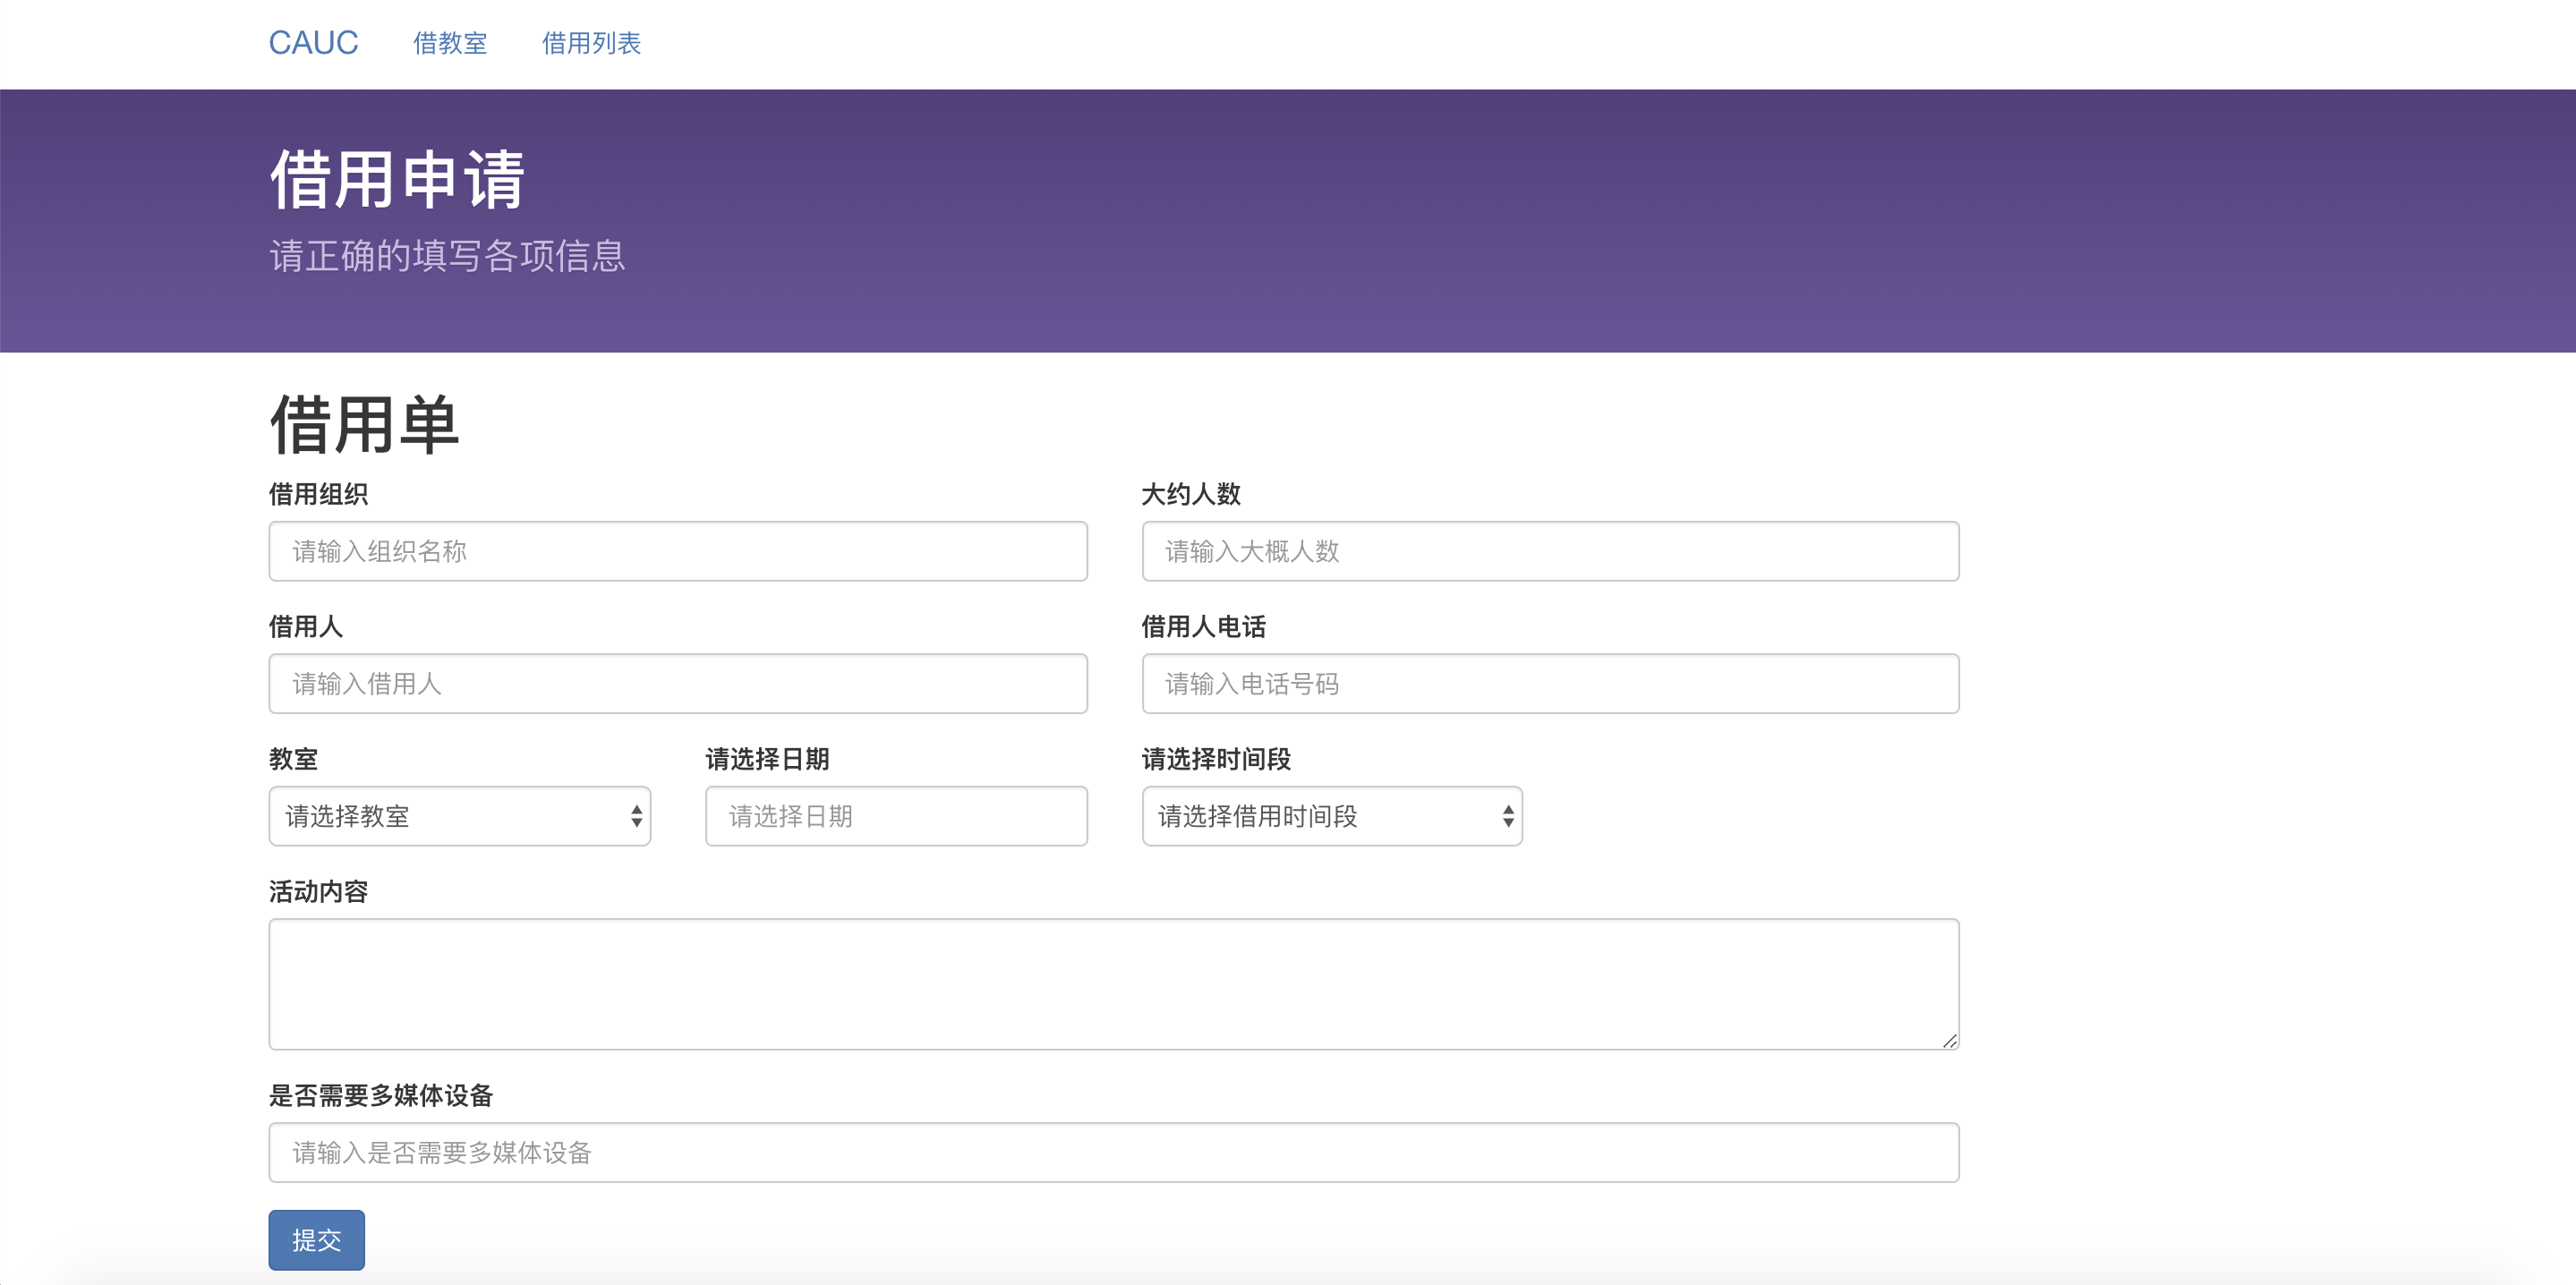 CAUC 借教室 借用列表
借用申请
请正确的填写各项信息
借用单
借用组织 大约人数
请输入组织名称 请输入大概人数
借用人 借用人电话
请输入借用人 请输入电话号码
教室 请选择日期 请选择时间段
请选择教室 请选择日期 请选择借用时间段
活动内容
是否需要多媒体设备
请输入是否需要多媒体设备
提交